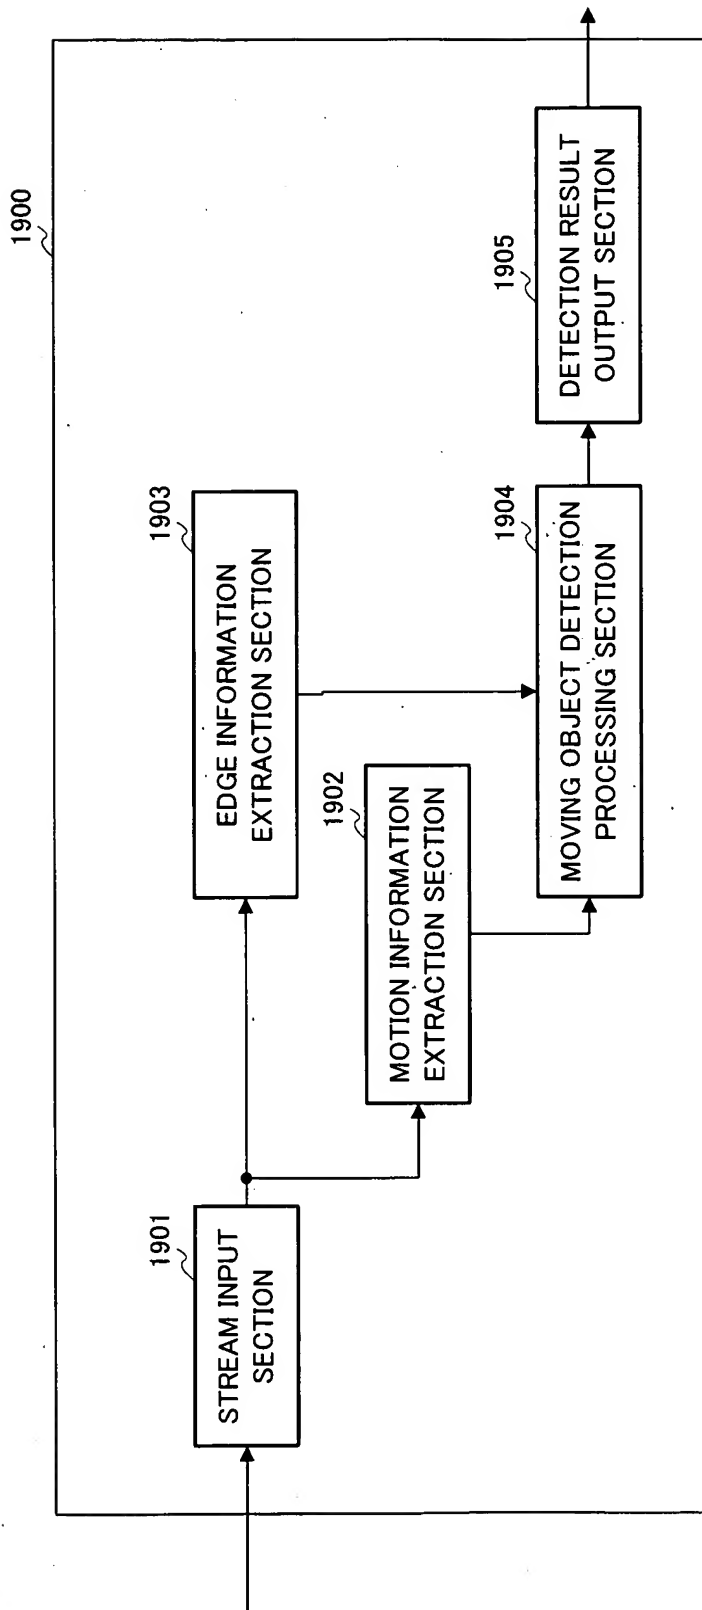 1900
1901
STREAM INPUT
SECTION
1903
EDGE INFORMATION
EXTRACTION SECTION
1902
MOTION INFORMATION
EXTRACTION SECTION
1904
MOVING OBJECT DETECTION
PROCESSING SECTION
1905
DETECTION RESULT
OUTPUT SECTION